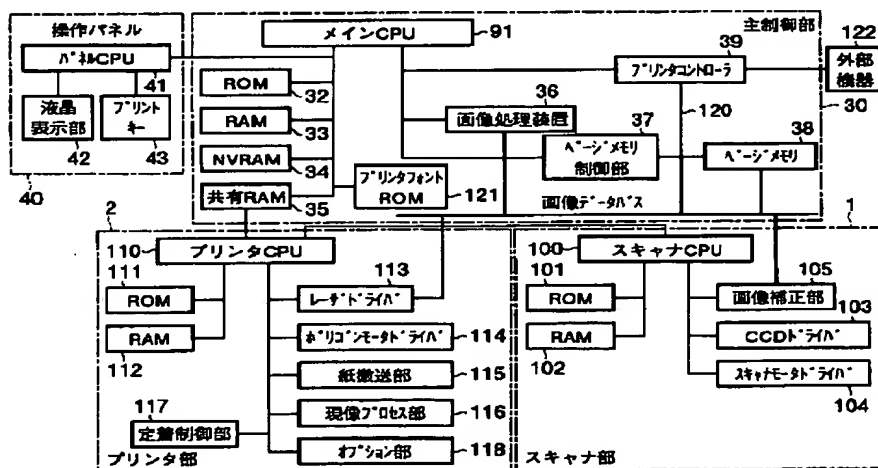 操作パネル
パネルCPU
41
液晶
表示部
42
プリント
キー
43
40
メインCPU
91
主制御部
30
ROM
32
RAM
33
NVRAM
34
共有RAM
35
プリンタフォント
ROM
121
画像処理装置
36
ページメモリ
制御部
37
ページメモリ
38
プリンタコントローラ
39
120
画像データバス
外部
機器
122
2
プリンタCPU
110
ROM
111
RAM
112
レーザドライバ
113
ポリゴンモータドライバ
114
紙搬送部
115
現像プロセス部
116
定着制御部
117
オプション部
118
プリンタ部
1
スキャナCPU
100
ROM
101
RAM
102
画像補正部
105
CCDドライバ
103
スキャナモータドライバ
104
スキャナ部